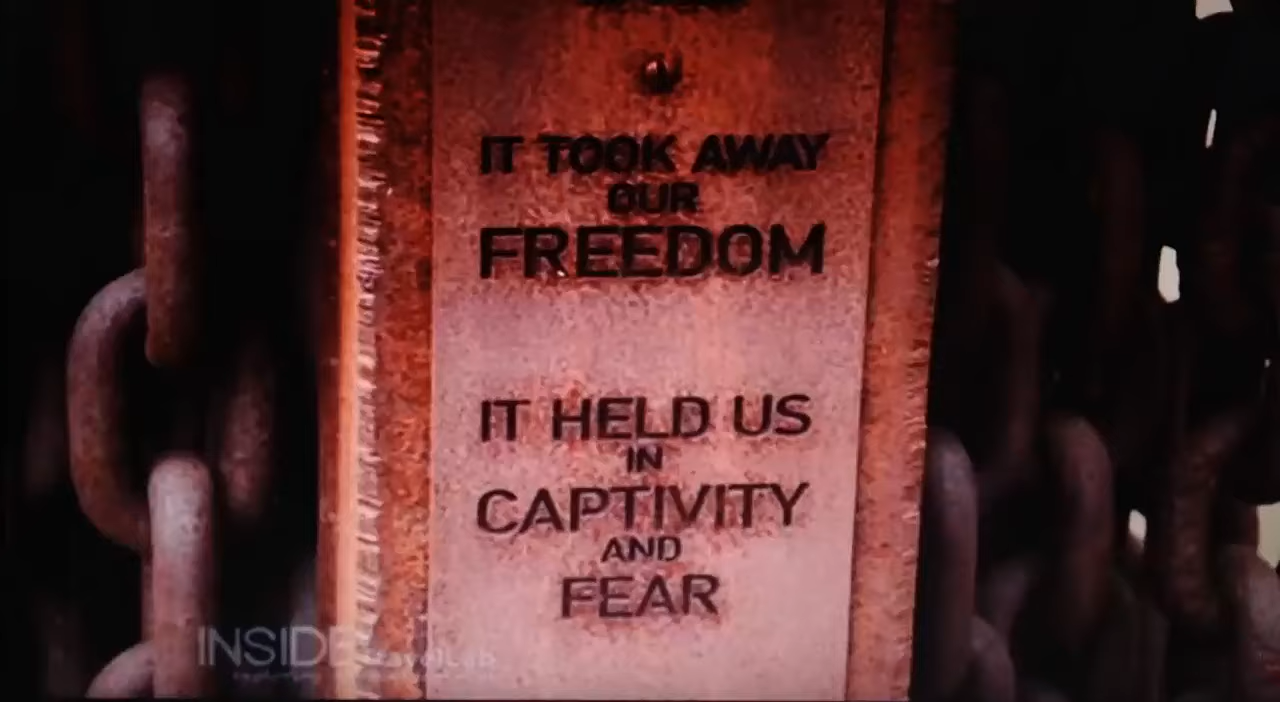 IT TOOK AWAY
OUR
FREEDOM
IT HELD US
IN
CAPTIVITY
AND
FEAR
INSIDE